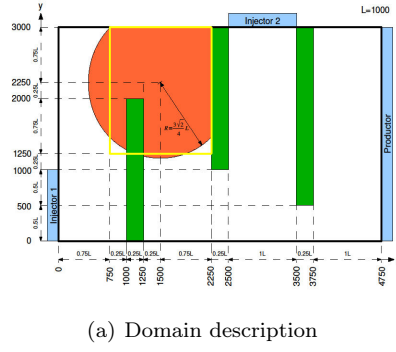 y
L=1000
3000
Injector 2
0.75L
2250
0.25L
2000
0.75L
R=3√2/4 L
1250
0.25L
1000
0.5L
500
0.5L
0
Injector 1
Productor
0.75L 0.25L 0.25L 0.25L 0.75L 0.25L 1L 0.25L 1L
0 750 1000 1250 1500 2250 2500 3500 3750 4750
(a) Domain description